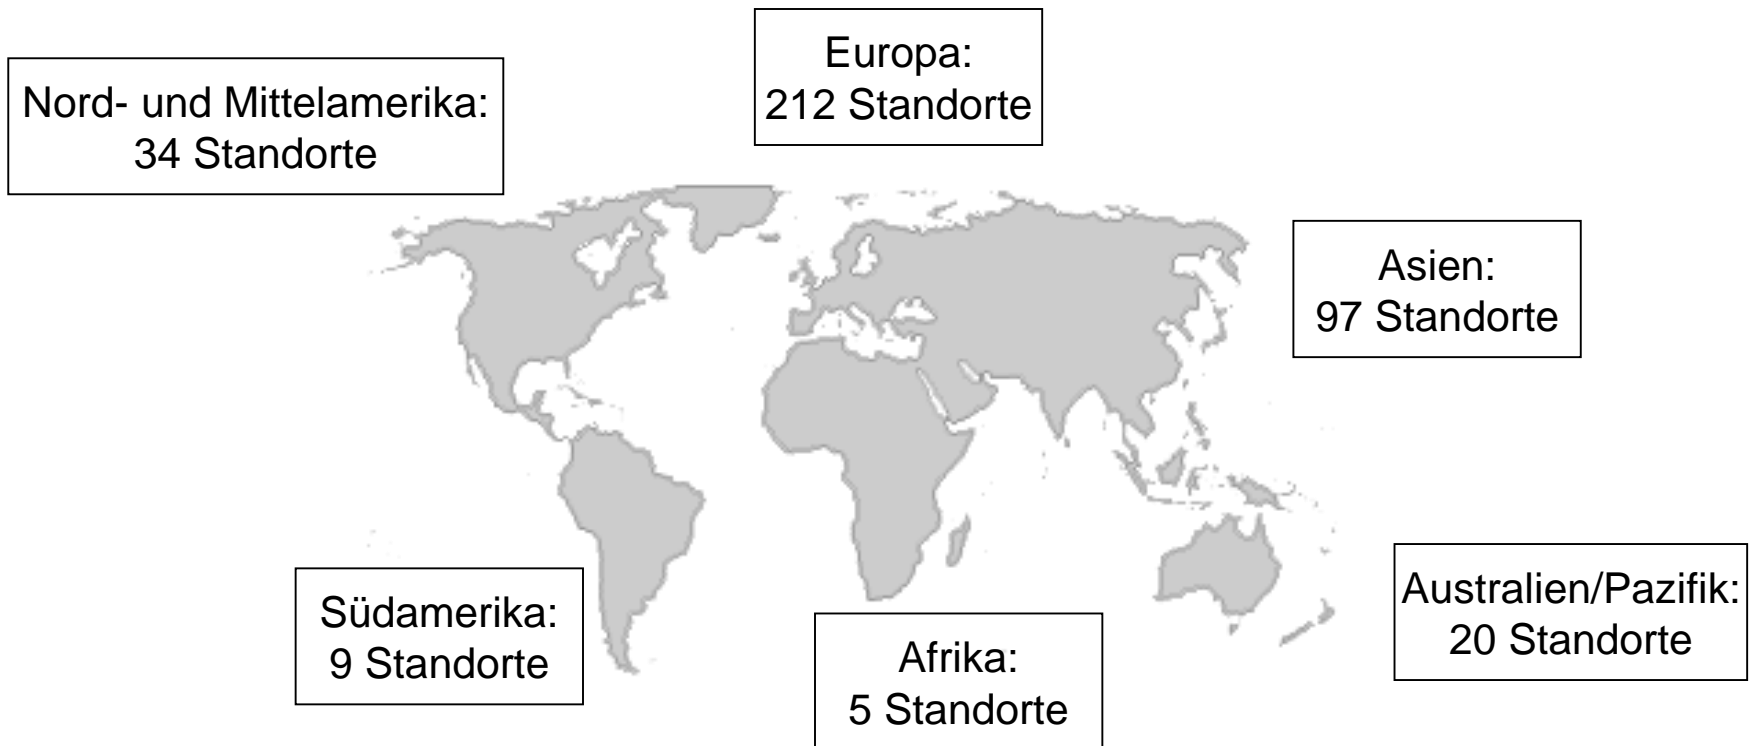 Europa:
212 Standorte
Nord- und Mittelamerika:
34 Standorte
Asien:
97 Standorte
Südamerika:
9 Standorte
Afrika:
5 Standorte
Australien/Pazifik:
20 Standorte